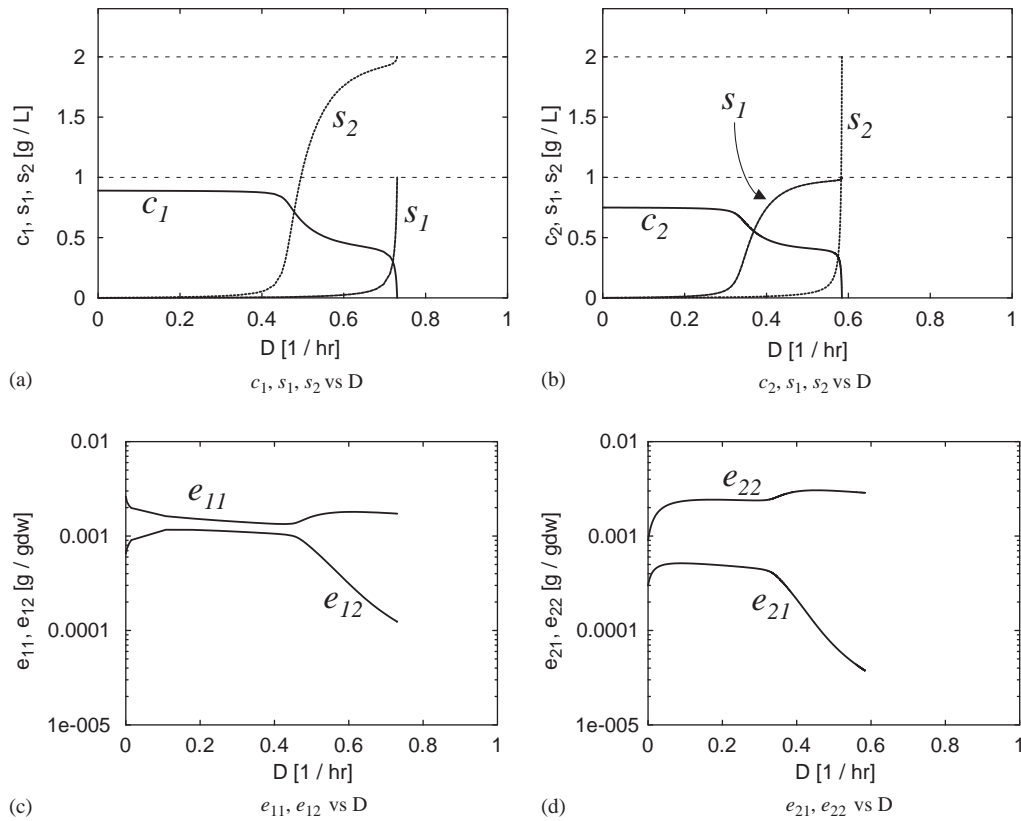 c1, s1, s2 [g / L]
2
1.5
1
0.5
0
s2
c1
s1
0 0.2 0.4 0.6 0.8 1
D [1 / hr]
(a) c1, s1, s2 vs D
c2, s1, s2 [g / L]
2
1.5
1
0.5
0
s1
s2
c2
0 0.2 0.4 0.6 0.8 1
D [1 / hr]
(b) c2, s1, s2 vs D
e11, e12 [g / gdw]
0.01
0.001
0.0001
1e-005
e11
e12
0 0.2 0.4 0.6 0.8 1
D [1 / hr]
(c) e11, e12 vs D
e21, e22 [g / gdw]
0.01
0.001
0.0001
1e-005
e22
e21
0 0.2 0.4 0.6 0.8 1
D [1 / hr]
(d) e21, e22 vs D